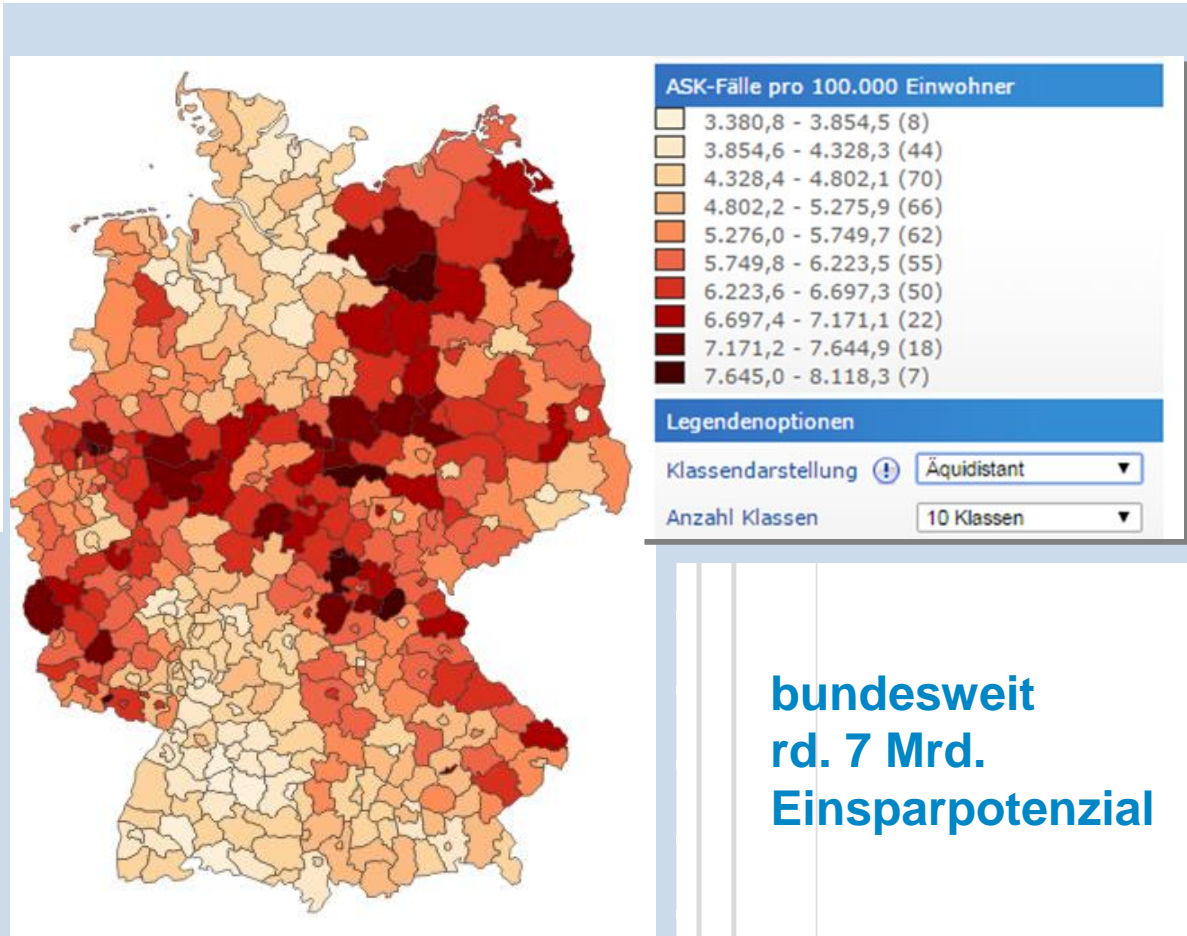 ASK-Fälle pro 100.000 Einwohner
3.380,8 - 3.854,5 (8)
3.854,6 - 4.328,3 (44)
4.328,4 - 4.802,1 (70)
4.802,2 - 5.275,9 (66)
5.276,0 - 5.749,7 (62)
5.749,8 - 6.223,5 (55)
6.223,6 - 6.697,3 (50)
6.697,4 - 7.171,1 (22)
7.171,2 - 7.644,9 (18)
7.645,0 - 8.118,3 (7)
Legendenoptionen
Klassendarstellung ! Äquidistant ▼
Anzahl Klassen 10 Klassen ▼
bundesweit
rd. 7 Mrd.
Einsparpotenzial